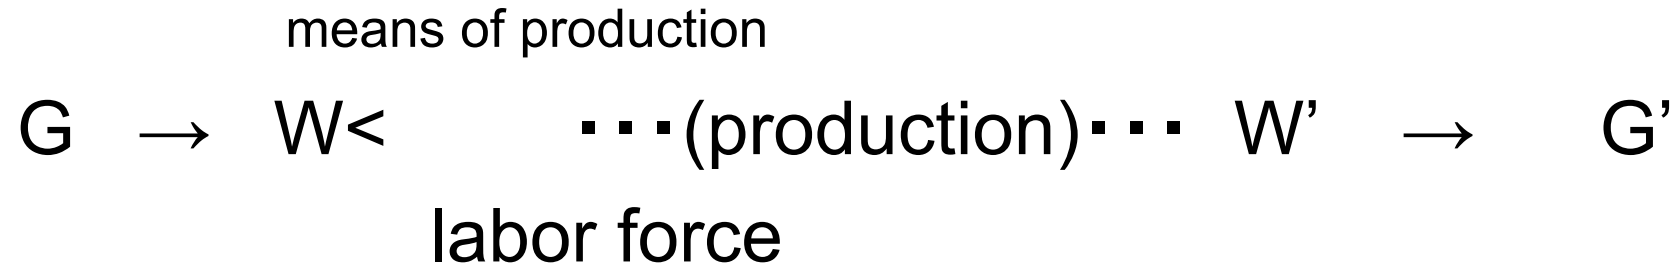 means of production
G → W< ･･･(production)･･･ W’ → G’
labor force